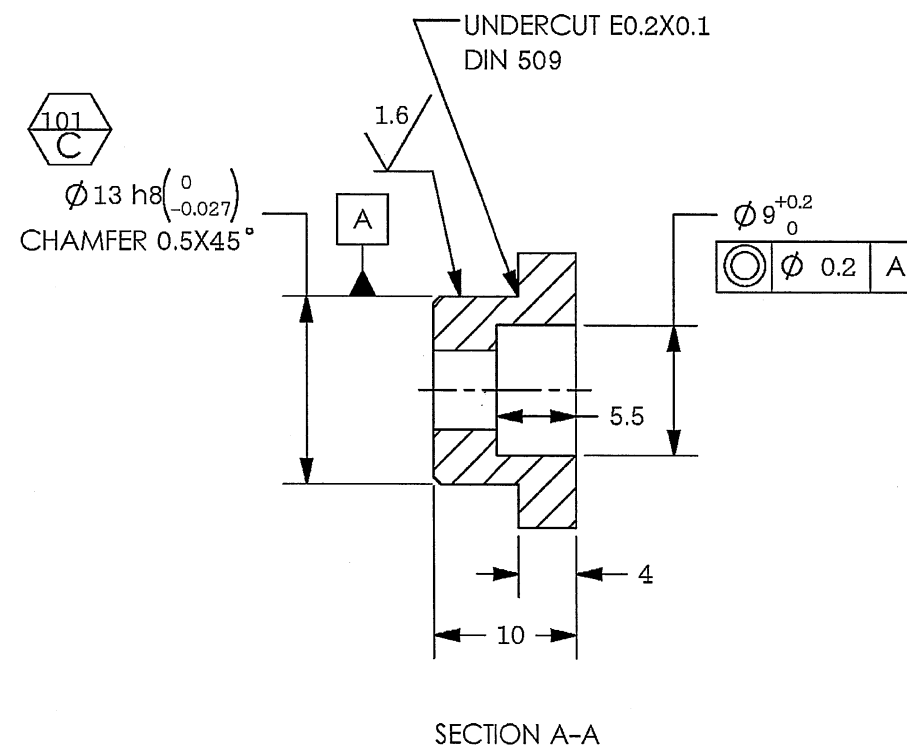 UNDERCUT E0.2X0.1
DIN 509
1.6
101
C
Ø13 h8( 0 -0.027)
CHAMFER 0.5X45°
A
Ø9 +0.2 0
Ø 0.2 A
5.5
4
10
SECTION A-A